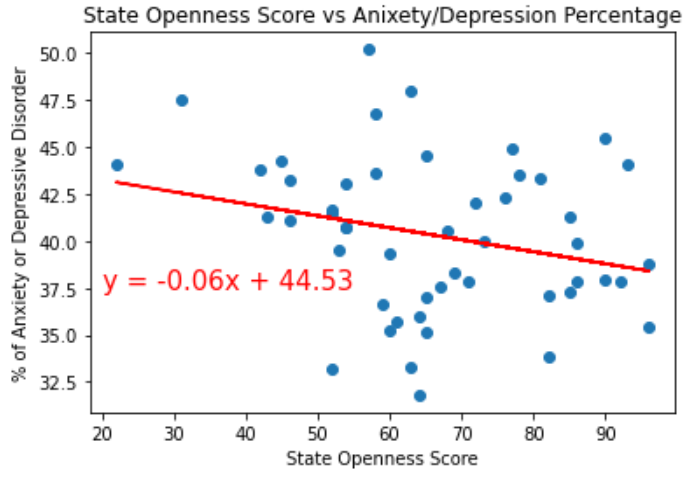 State Openness Score vs Anixety/Depression Percentage
% of Anxiety or Depressive Disorder
50.0
47.5
45.0
42.5
40.0
37.5
35.0
32.5
y = -0.06x + 44.53
20 30 40 50 60 70 80 90
State Openness Score